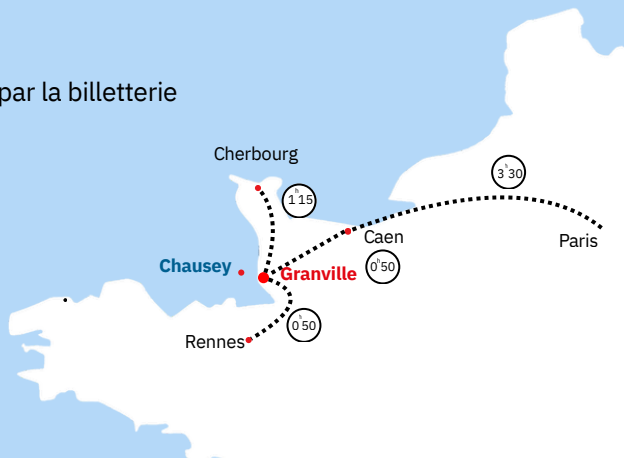 par la billetterie
Cherbourg
1h15
3h30
Caen
Paris
Chausey
Granville
0h50
0h50
Rennes